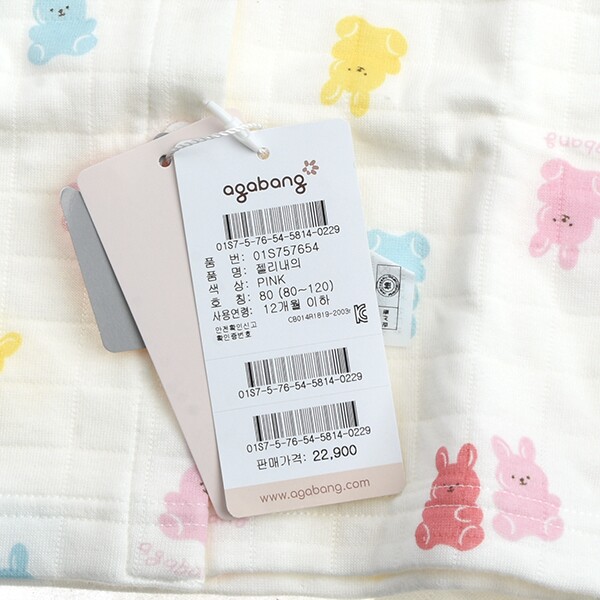 agabang
01S7-5-76-54-5814-0229
품 번: 01S757654
품 명: 젤리내의
색 상: PINK
호 칭: 80 (80~120)
사용연령: 12개월 이하
안전확인신고
확인증번호: CB014R1819-2003
01S7-5-76-54-5814-0229
01S7-5-76-54-5814-0229
판매가격: 22,900
www.agabang.com
agabang
agabang